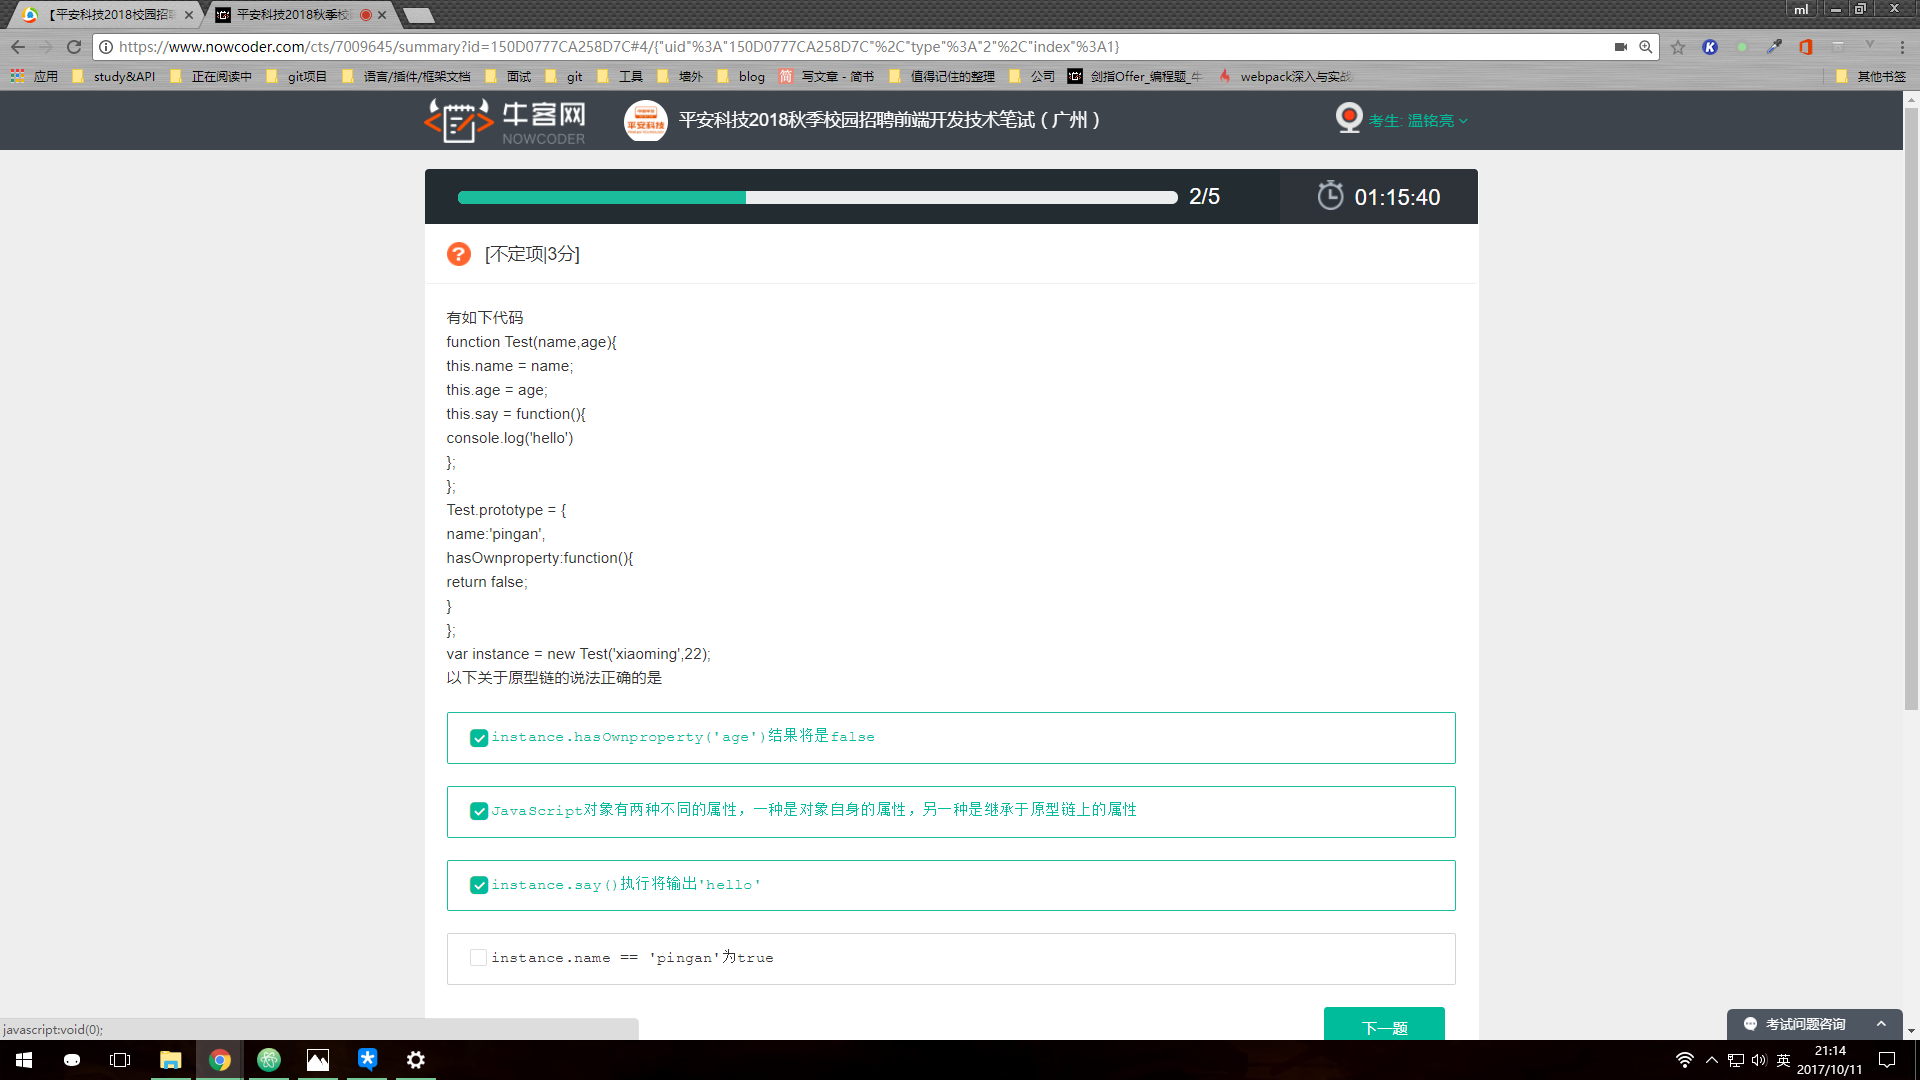 【平安科技2018校园招
平安科技2018秋季校
ml
https://www.nowcoder.com/cts/7009645/summary?id=150D0777CA258D7C#4/{"uid"%3A"150D0777CA258D7C"%2C"type"%3A"2"%2C"index"%3A1}
应用 study&API 正在阅读中 git项目 语言/插件/框架文档 面试 git 工具 墙外 blog 简 写文章 - 简书 值得记住的整理 公司 剑指Offer_编程题_牛 webpack深入与实战 其他书签
牛客网
NOWCODER
平安科技
平安科技2018秋季校园招聘前端开发技术笔试（广州）
考生: 温铭亮
2/5
01:15:40
? [不定项|3分]
有如下代码
function Test(name,age){
this.name = name;
this.age = age;
this.say = function(){
console.log('hello')
};
};
Test.prototype = {
name:'pingan',
hasOwnproperty:function(){
return false;
}
};
var instance = new Test('xiaoming',22);
以下关于原型链的说法正确的是
instance.hasOwnproperty('age')结果将是false
JavaScript对象有两种不同的属性，一种是对象自身的属性，另一种是继承于原型链上的属性
instance.say()执行将输出'hello'
instance.name == 'pingan'为true
下一题
考试问题咨询
javascript:void(0);
英
21:14
2017/10/11